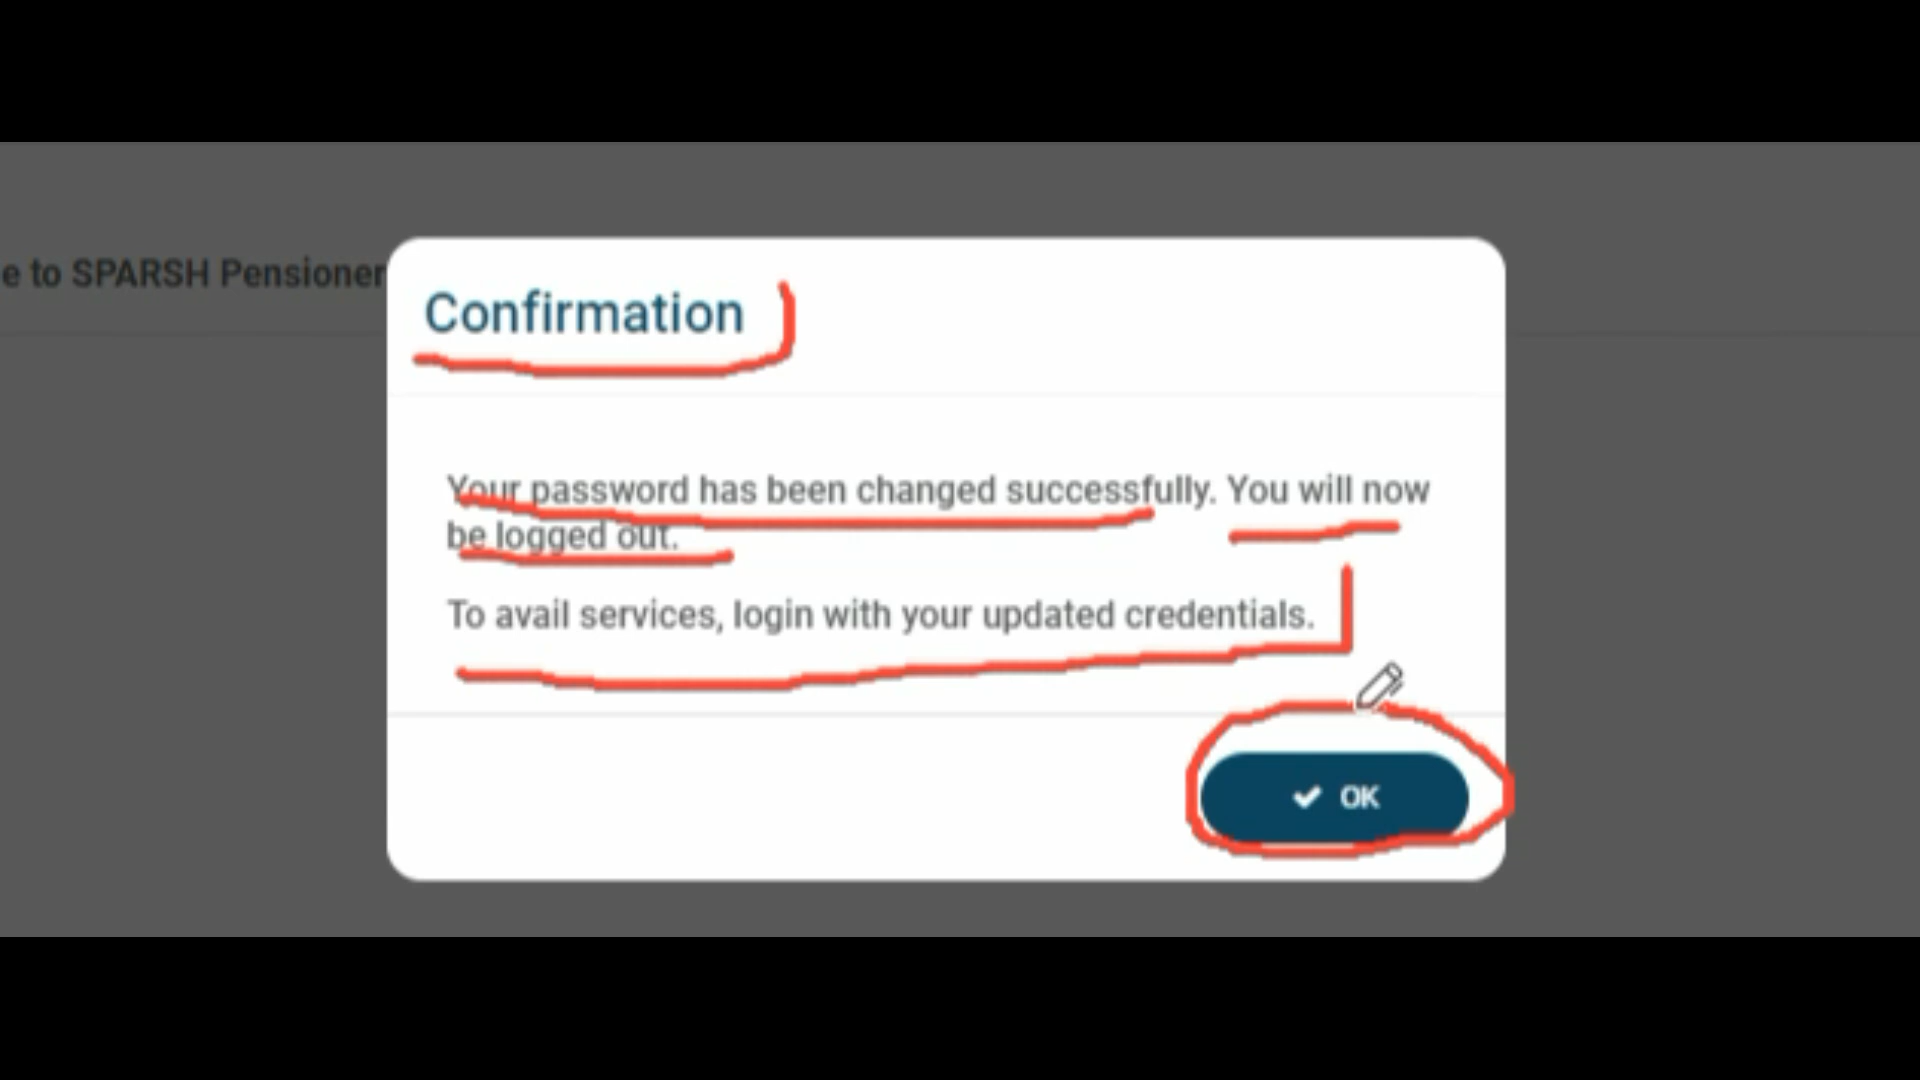 e to SPARSH Pensioner
Confirmation
Your password has been changed successfully. You will now
be logged out.
To avail services, login with your updated credentials.
OK